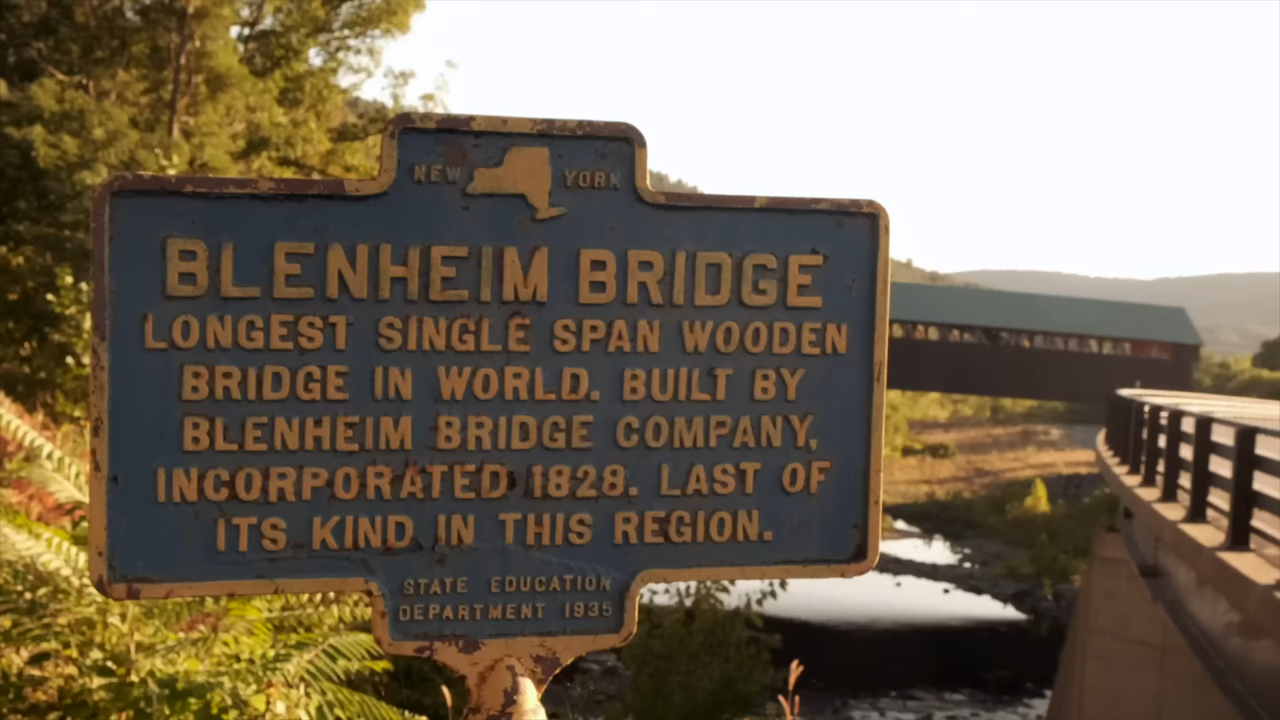 NEW YORK
BLENHEIM BRIDGE
LONGEST SINGLE SPAN WOODEN
BRIDGE IN WORLD. BUILT BY
BLENHEIM BRIDGE COMPANY,
INCORPORATED 1828. LAST OF
ITS KIND IN THIS REGION.
STATE EDUCATION
DEPARTMENT 1935